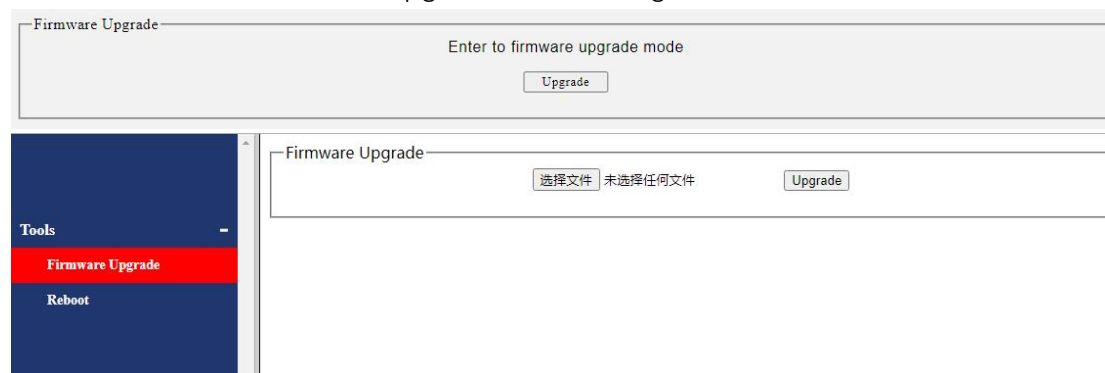 Firmware Upgrade
Enter to firmware upgrade mode
Upgrade
Firmware Upgrade
选择文件 未选择任何文件 Upgrade
Tools -
Firmware Upgrade
Reboot